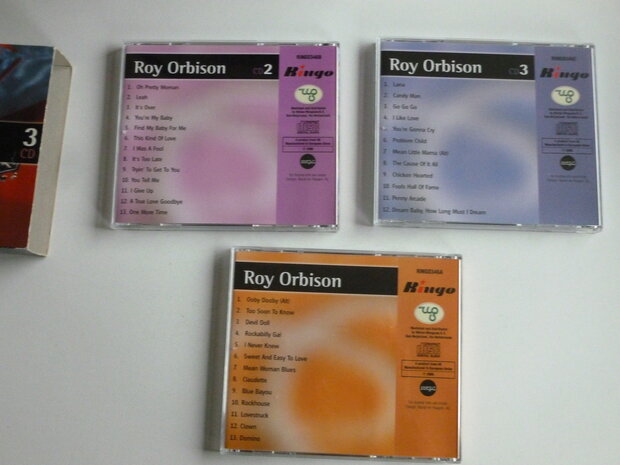 3
CD
Roy Orbison CD 2
1. Oh Pretty Woman
2. Leah
3. It's Over
4. You're My Baby
5. Find My Baby For Me
6. This Kind Of Love
7. I Was A Fool
8. It's Too Late
9. Tryin' To Get To You
10. You Tell Me
11. I Give Up
12. A True Love Goodbye
13. One More Time
Ringo
Roy Orbison CD 3
1. Lana
2. Candy Man
3. Go Go Go
4. I Like Love
5. You're Gonna Cry
6. Problem Child
7. Mean Little Mama (Alt)
8. The Cause Of It All
9. Chicken Hearted
10. Fools Hall Of Fame
11. Penny Arcade
12. Dream Baby How Long Must I Dream
Ringo
Roy Orbison
1. Ooby Dooby (Alt)
2. Too Soon To Know
3. Devil Doll
4. Rockabilly Gal
5. I Never Knew
6. Sweet And Easy To Love
7. Mean Woman Blues
8. Claudette
9. Blue Bayou
10. Rockhouse
11. Lovestruck
12. Clown
13. Domino
Ringo